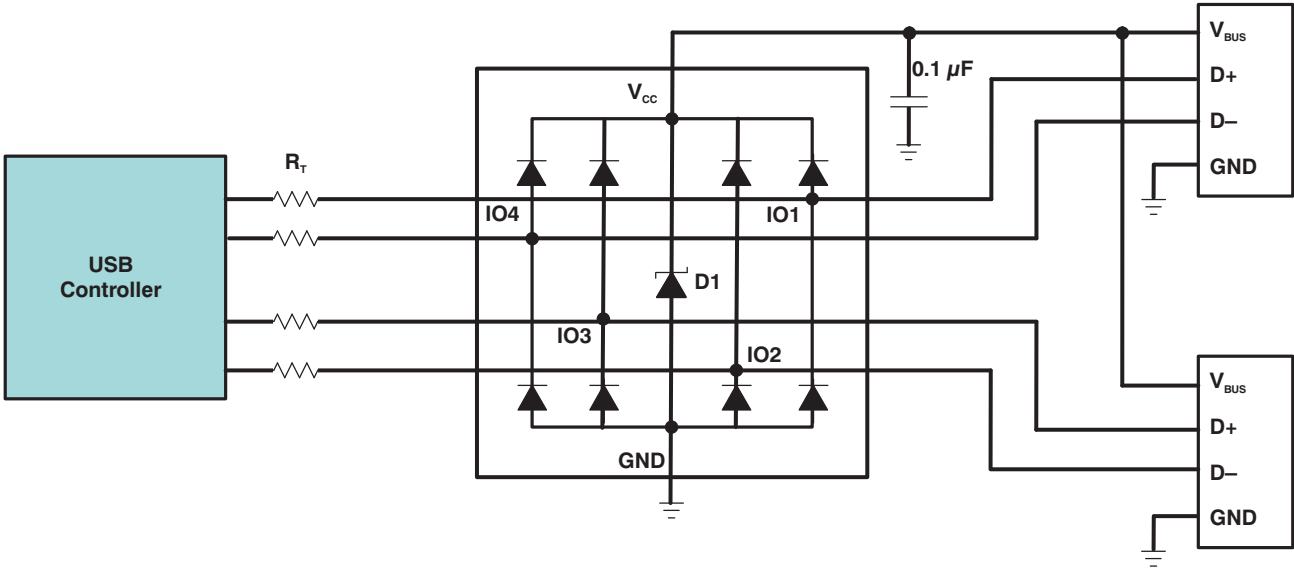 V_BUS
D+
D–
GND
0.1 µF
V_CC
R_T
IO4
IO1
USB
Controller
D1
IO3
IO2
GND
V_BUS
D+
D–
GND